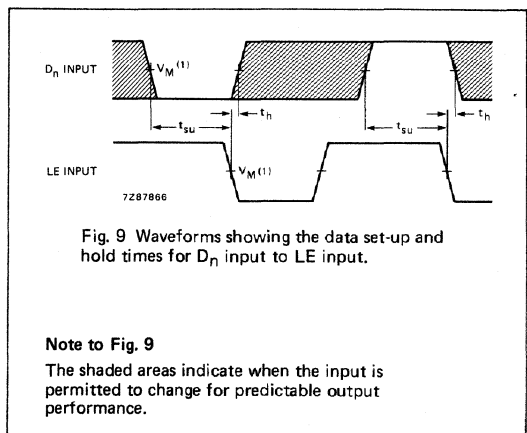 Dn INPUT
VM(1)
tsu
th
tsu
th
LE INPUT
VM(1)
7Z87866
Fig. 9 Waveforms showing the data set-up and
hold times for Dn input to LE input.
Note to Fig. 9
The shaded areas indicate when the input is
permitted to change for predictable output
performance.